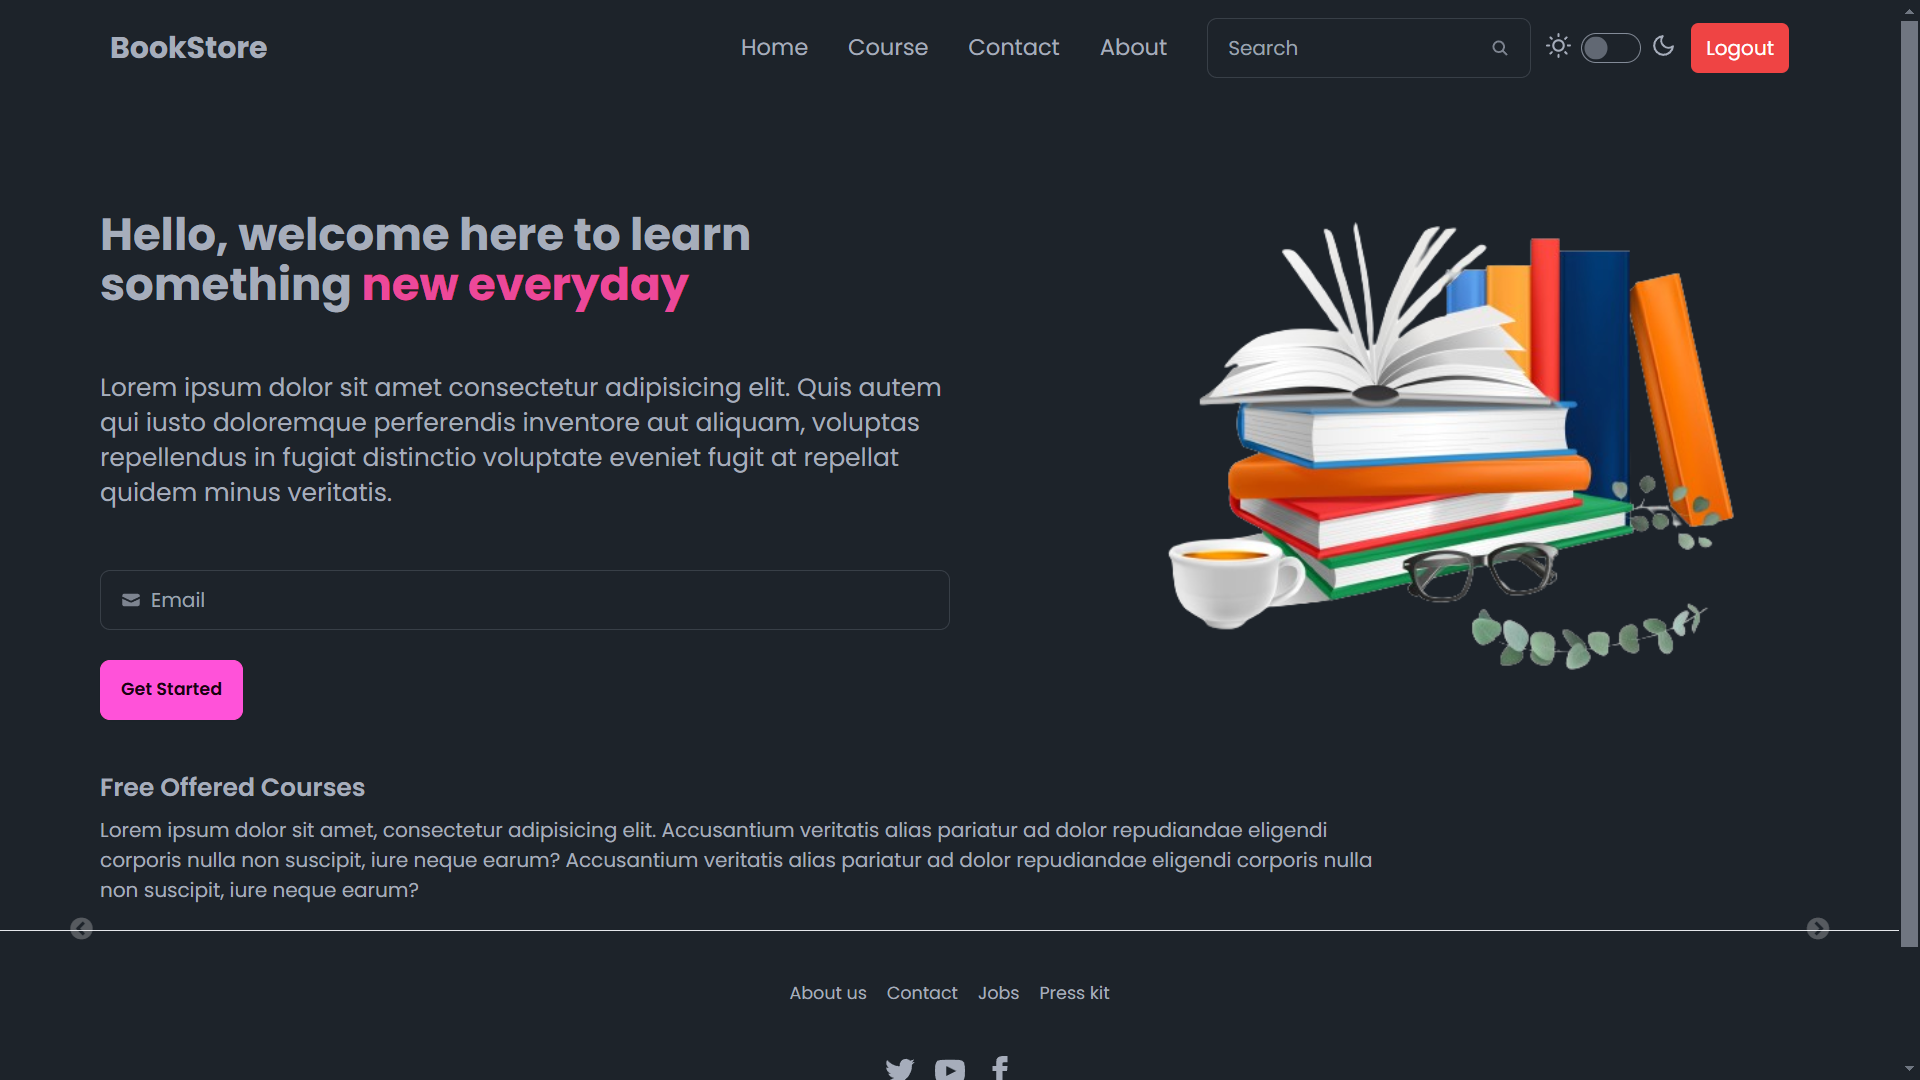 BookStore
Home
Course
Contact
About
Search
Logout
Hello, welcome here to learn
something new everyday
Lorem ipsum dolor sit amet consectetur adipisicing elit. Quis autem
qui iusto doloremque perferendis inventore aut aliquam, voluptas
repellendus in fugiat distinctio voluptate eveniet fugit at repellat
quidem minus veritatis.
Email
Get Started
Free Offered Courses
Lorem ipsum dolor sit amet, consectetur adipisicing elit. Accusantium veritatis alias pariatur ad dolor repudiandae eligendi
corporis nulla non suscipit, iure neque earum? Accusantium veritatis alias pariatur ad dolor repudiandae eligendi corporis nulla
non suscipit, iure neque earum?
About us
Contact
Jobs
Press kit